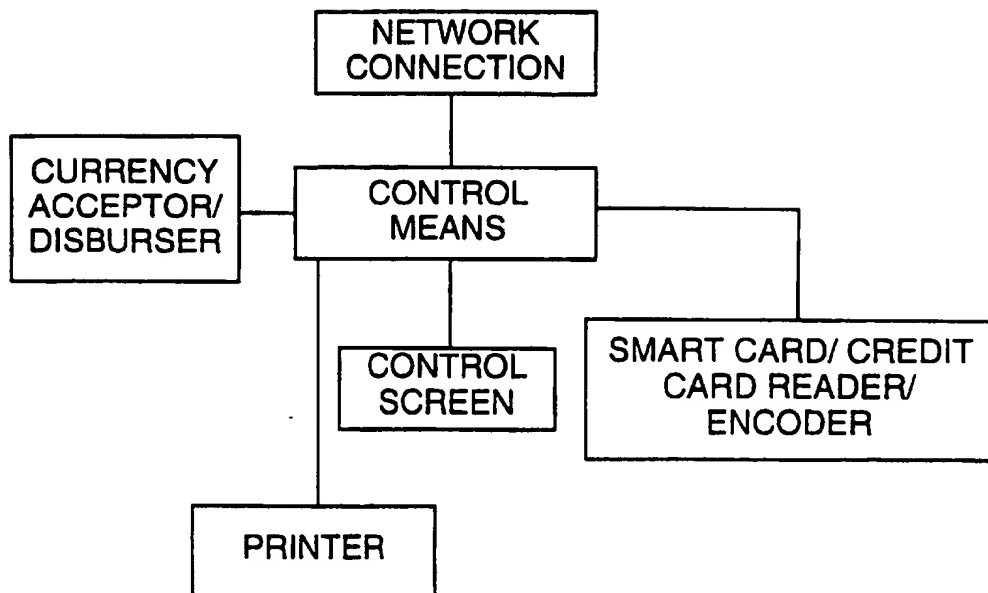 NETWORK
CONNECTION
CURRENCY
ACCEPTOR/
DISBURSER
CONTROL
MEANS
CONTROL
SCREEN
SMART CARD/ CREDIT
CARD READER/
ENCODER
PRINTER